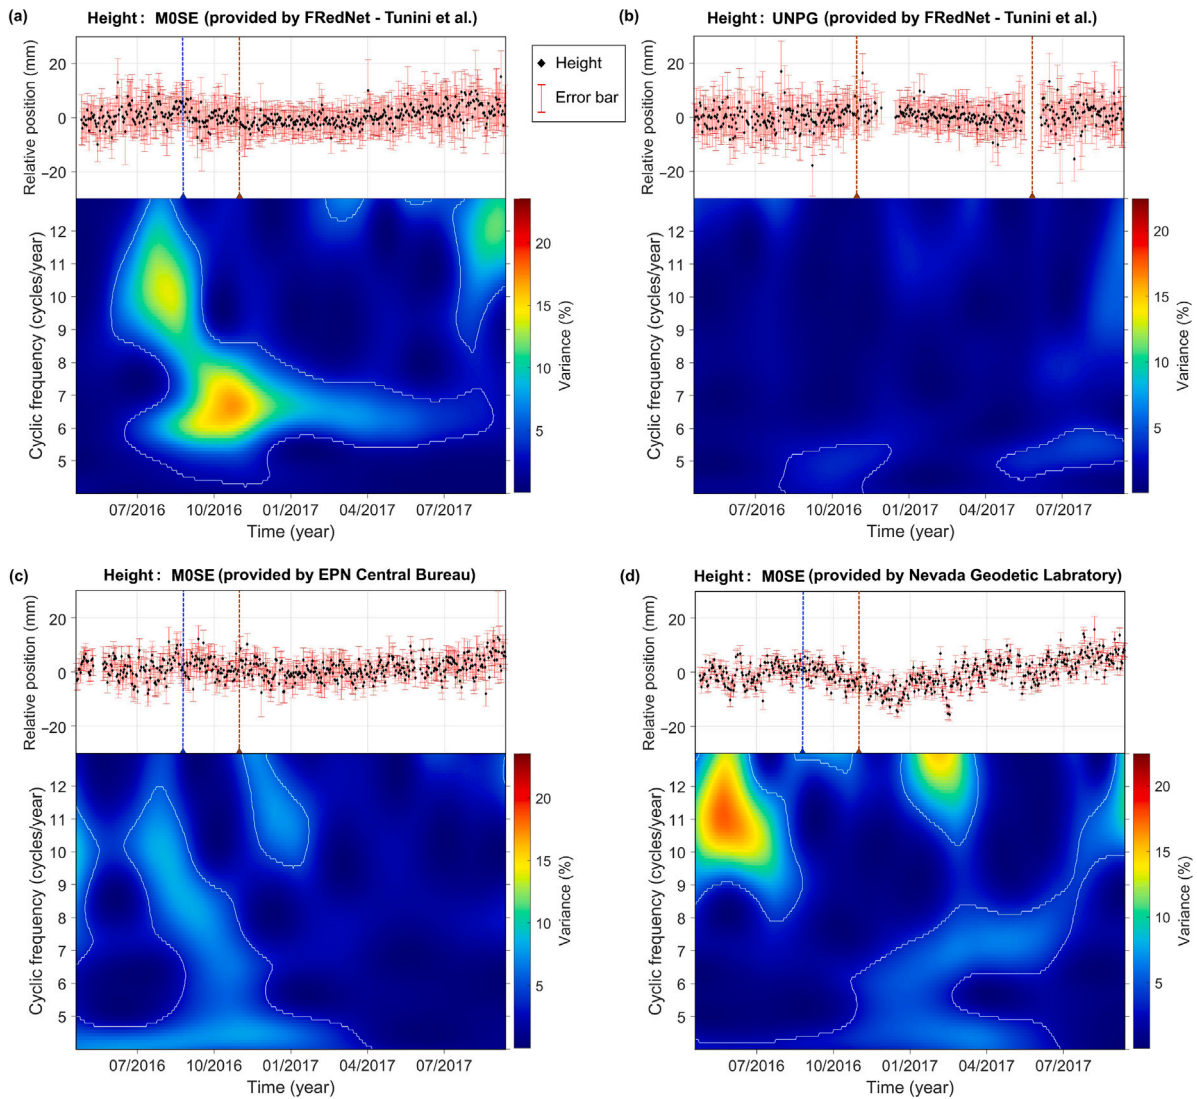 (a) Height: M0SE (provided by FRedNet - Tunini et al.)
Relative position (mm)
20
0
−20
Cyclic frequency (cycles/year)
12
11
10
9
8
7
6
5
07/2016 10/2016 01/2017 04/2017 07/2017
Time (year)
20
15
10
5
Variance (%)
Height
Error bar
(b) Height: UNPG (provided by FRedNet - Tunini et al.)
Relative position (mm)
20
0
−20
Cyclic frequency (cycles/year)
12
11
10
9
8
7
6
5
07/2016 10/2016 01/2017 04/2017 07/2017
Time (year)
20
15
10
5
Variance (%)
(c) Height: M0SE (provided by EPN Central Bureau)
Relative position (mm)
20
0
−20
Cyclic frequency (cycles/year)
12
11
10
9
8
7
6
5
07/2016 10/2016 01/2017 04/2017 07/2017
Time (year)
20
15
10
5
Variance (%)
(d) Height: M0SE (provided by Nevada Geodetic Labratory)
Relative position (mm)
20
0
−20
Cyclic frequency (cycles/year)
12
11
10
9
8
7
6
5
07/2016 10/2016 01/2017 04/2017 07/2017
Time (year)
20
15
10
5
Variance (%)